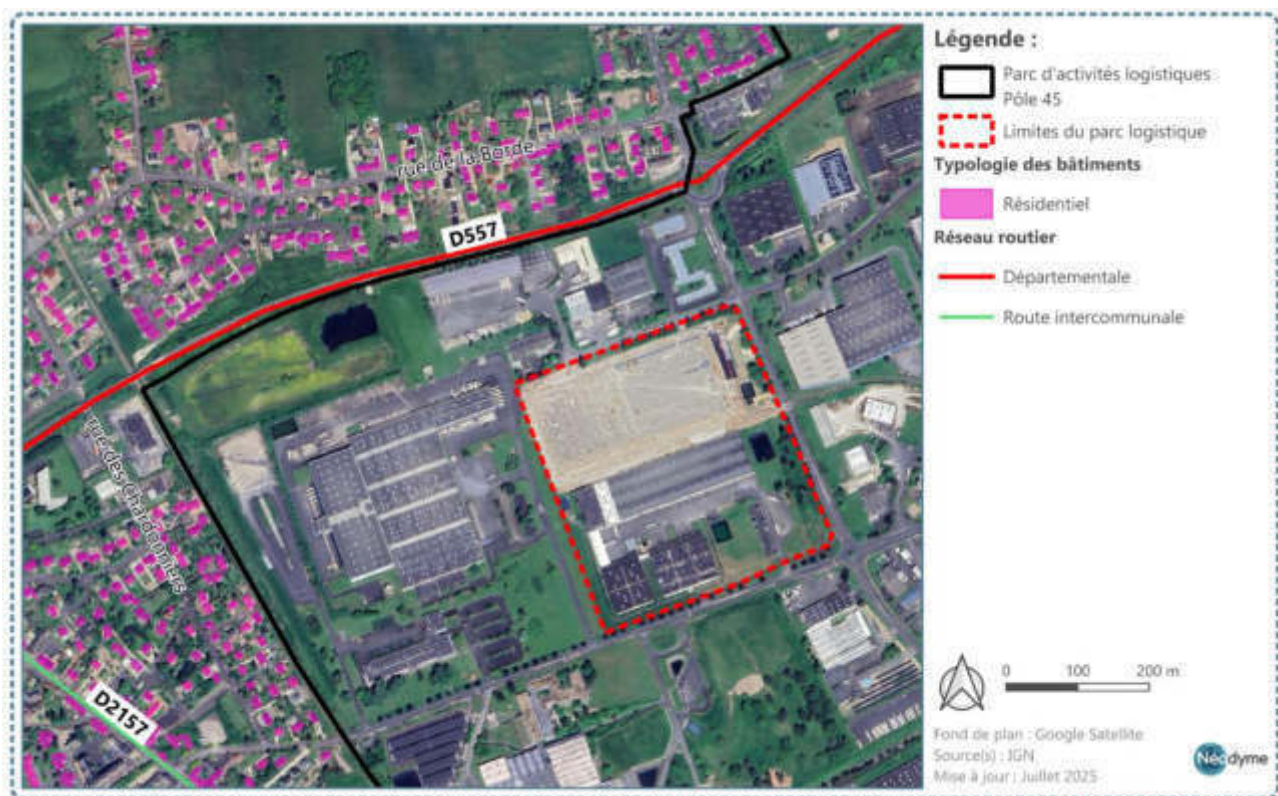 rue de la Borde
D557
rue des Chardonniers
D2157
Légende :
Parc d'activités logistiques
Pôle 45
Limites du parc logistique
Typologie des bâtiments
Résidentiel
Réseau routier
Départementale
Route intercommunale
0 100 200 m
Fond de plan : Google Satellite
Source(s) : IGN
Mise à jour : Juillet 2025
Néodyme